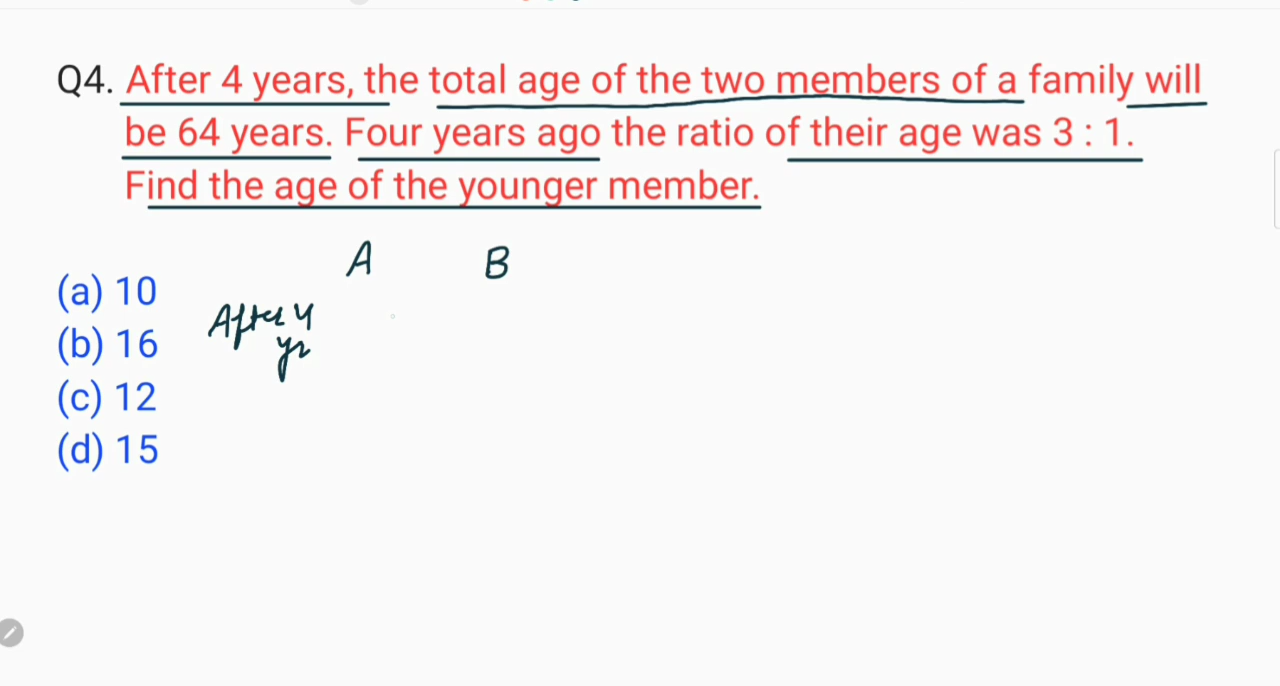 Q4. After 4 years, the total age of the two members of a family will
be 64 years. Four years ago the ratio of their age was 3 : 1.
Find the age of the younger member.
A B
(a) 10
After 4
(b) 16
yr
(c) 12
(d) 15